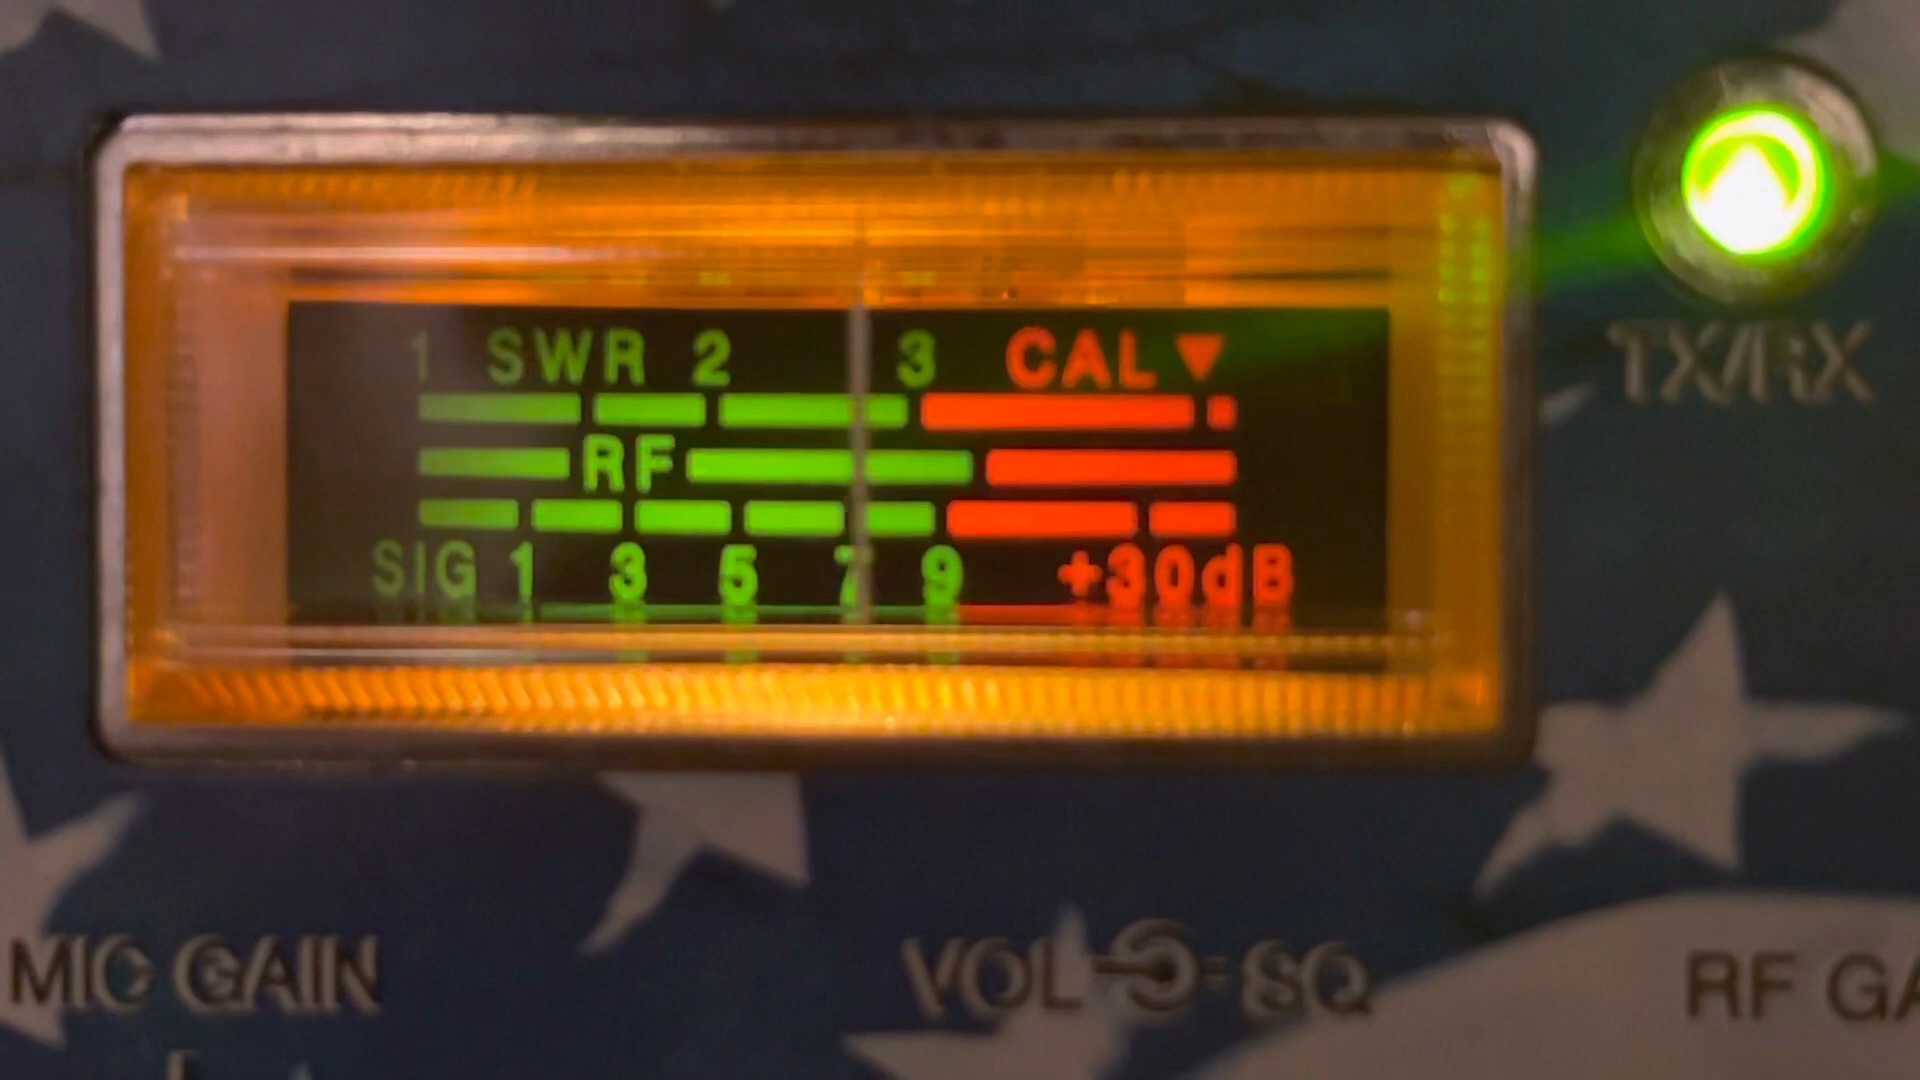 1 SWR 2 3 CAL
TX/RX
RF
SIG 1 3 5 7 9 +30dB
MIC GAIN
VOL SQ
RF GA